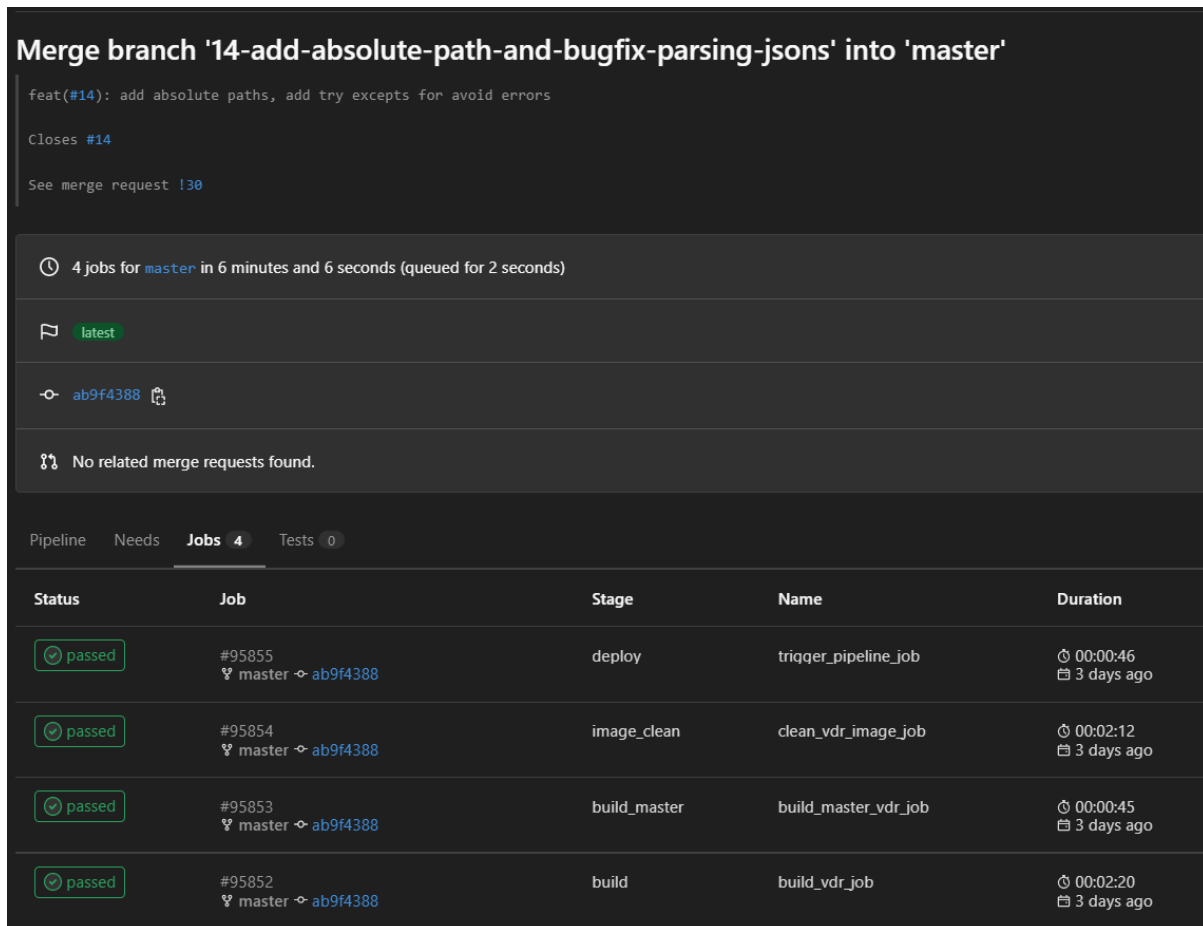 Merge branch '14-add-absolute-path-and-bugfix-parsing-jsons' into 'master'
feat(#14): add absolute paths, add try excepts for avoid errors
Closes #14
See merge request !30
4 jobs for master in 6 minutes and 6 seconds (queued for 2 seconds)
latest
ab9f4388
No related merge requests found.
Pipeline Needs Jobs 4 Tests 0
Status Job Stage Name Duration
passed #95855 deploy trigger_pipeline_job 00:00:46
master ab9f4388 3 days ago
passed #95854 image_clean clean_vdr_image_job 00:02:12
master ab9f4388 3 days ago
passed #95853 build_master build_master_vdr_job 00:00:45
master ab9f4388 3 days ago
passed #95852 build build_vdr_job 00:02:20
master ab9f4388 3 days ago